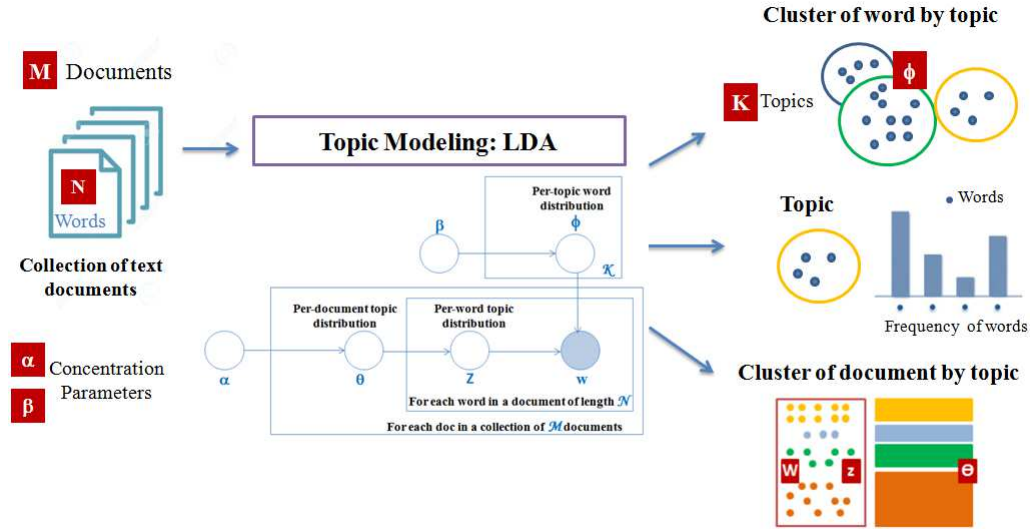 Cluster of word by topic
M Documents
ϕ
K Topics
N
Words
Topic Modeling: LDA
Collection of text
documents
Per-topic word
distribution
β
ϕ
K
Topic
Words
Frequency of words
Per-document topic
distribution
Per-word topic
distribution
α
θ
Z
w
For each word in a document of length N
For each doc in a collection of M documents
α
β
Concentration
Parameters
Cluster of document by topic
W
z
Θ